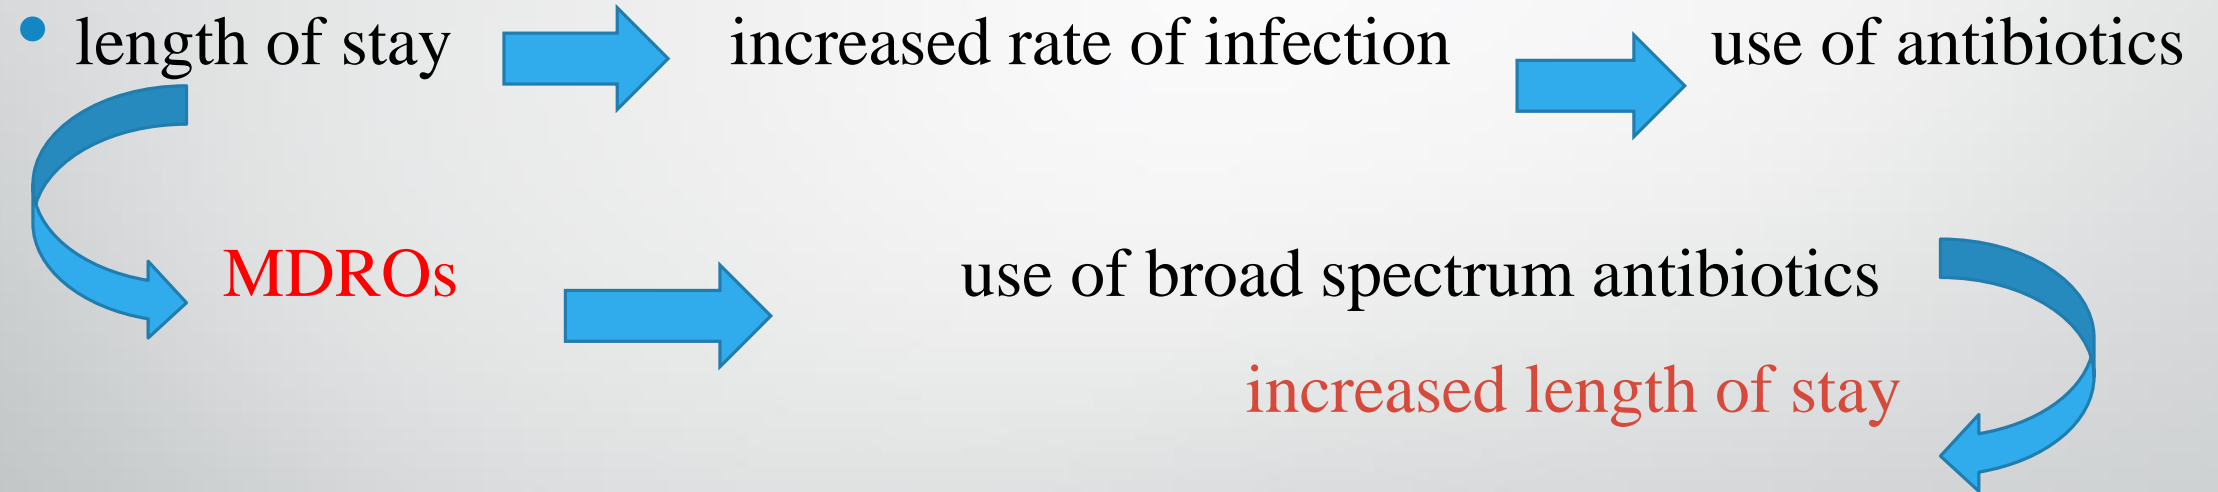 • length of stay increased rate of infection use of antibiotics
MDROs use of broad spectrum antibiotics
increased length of stay